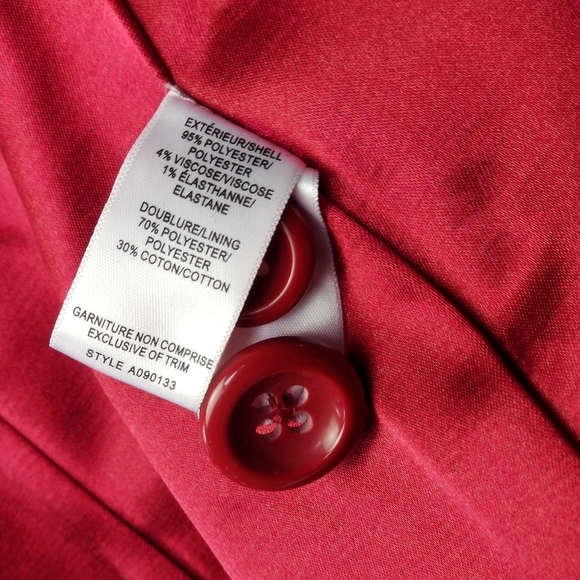 EXTÉRIEUR/SHELL
95% POLYESTER/
POLYESTER
4% VISCOSE/VISCOSE
1% ÉLASTHANNE/
ELASTANE
DOUBLURE/LINING
70% POLYESTER/
POLYESTER
30% COTON/COTTON
GARNITURE NON COMPRISE
EXCLUSIVE OF TRIM
STYLE A090133